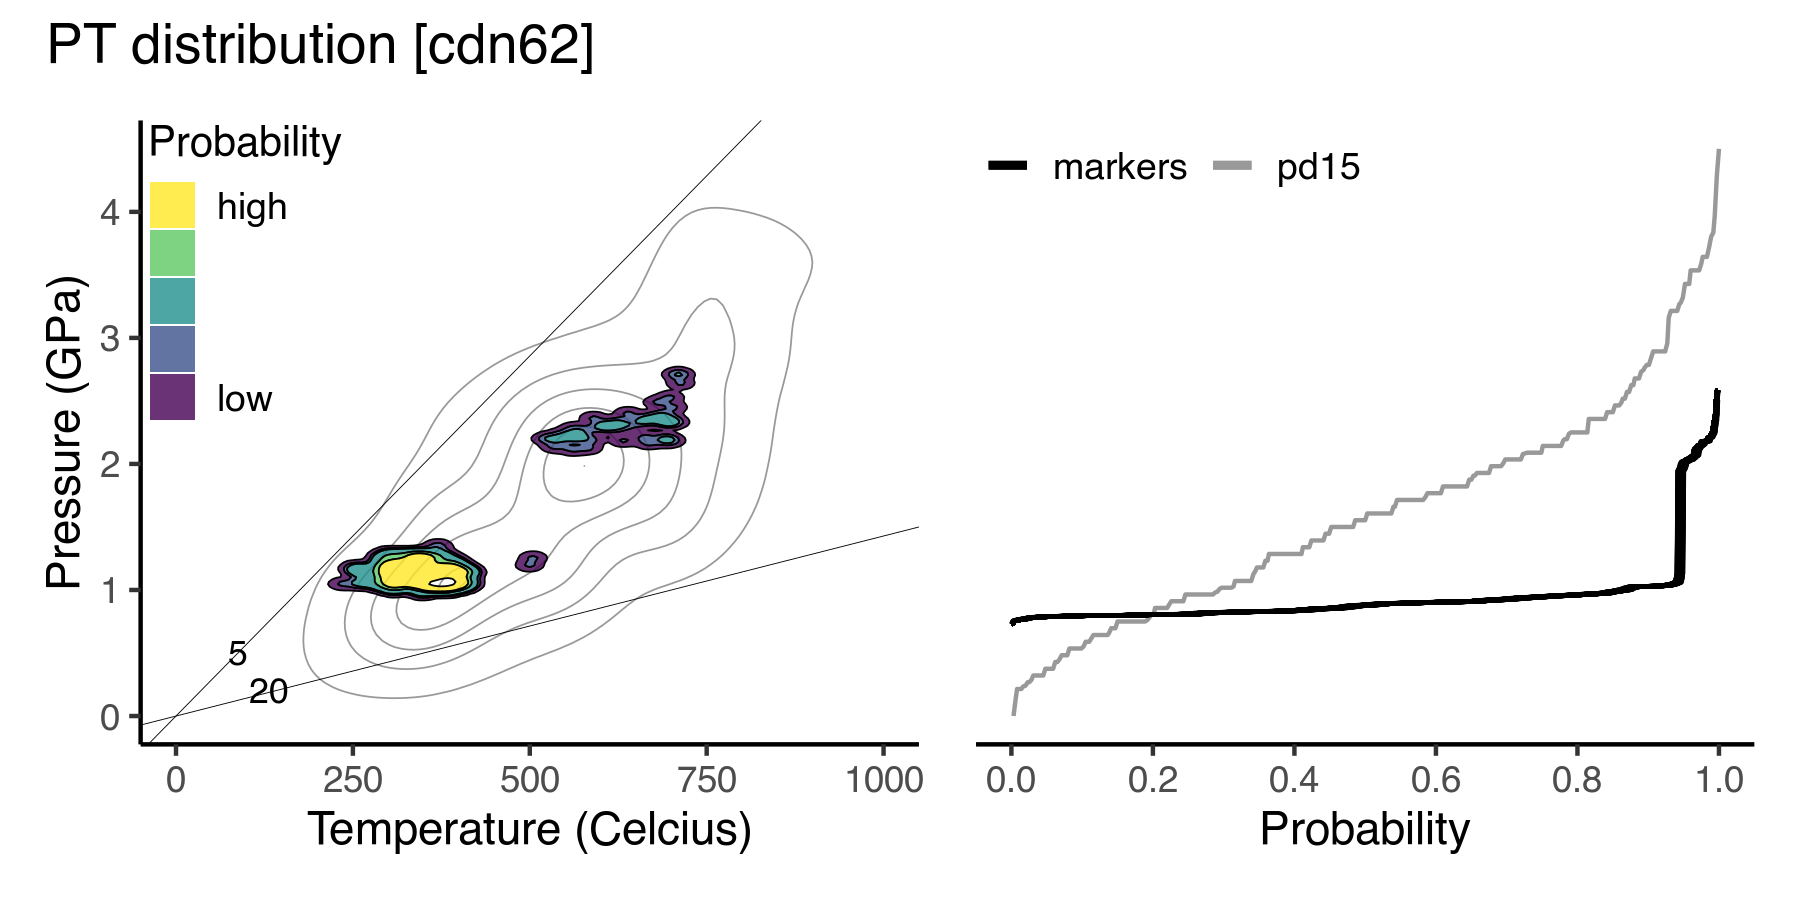 PT distribution [cdn62]
Probability
high
low
markers pd15
4
3
2
1
0
Pressure (GPa)
5
20
0 250 500 750 1000
Temperature (Celcius)
0.0 0.2 0.4 0.6 0.8 1.0
Probability